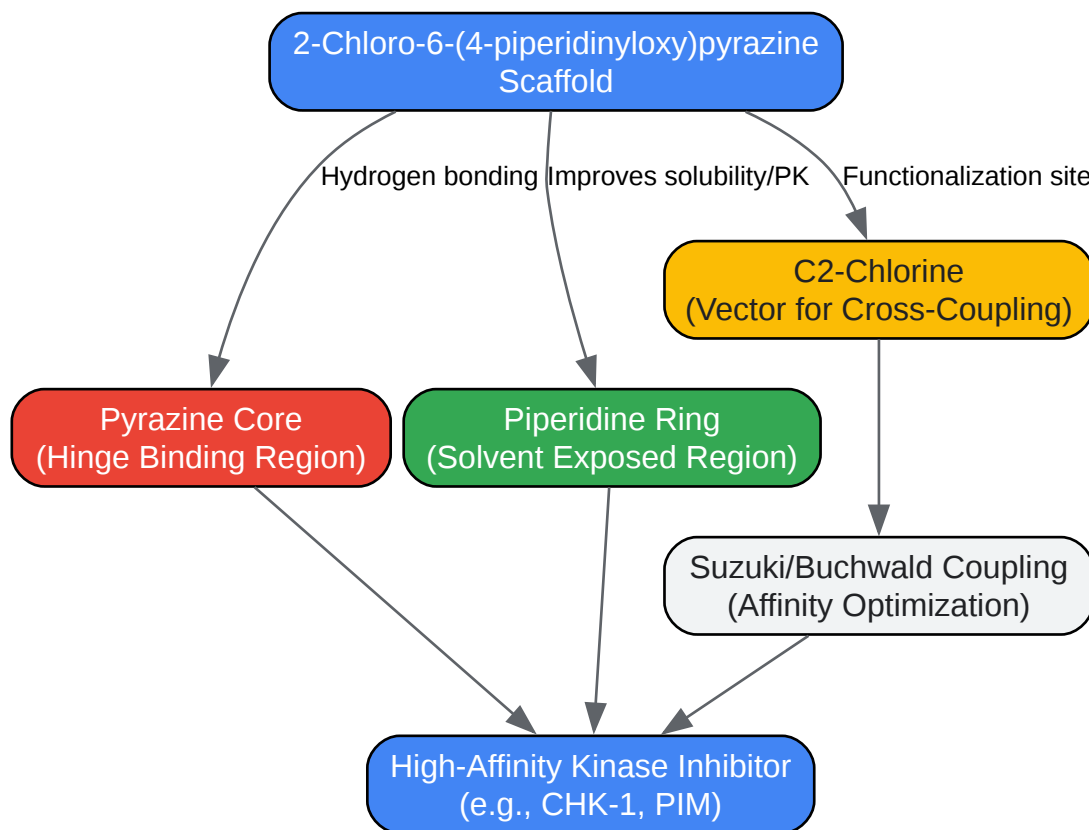 2-Chloro-6-(4-piperidinyloxy)pyrazine
Scaffold
Hydrogen bonding
Improves solubility/PK
Functionalization site
C2-Chlorine
(Vector for Cross-Coupling)
Pyrazine Core
(Hinge Binding Region)
Piperidine Ring
(Solvent Exposed Region)
Suzuki/Buchwald Coupling
(Affinity Optimization)
High-Affinity Kinase Inhibitor
(e.g., CHK-1, PIM)